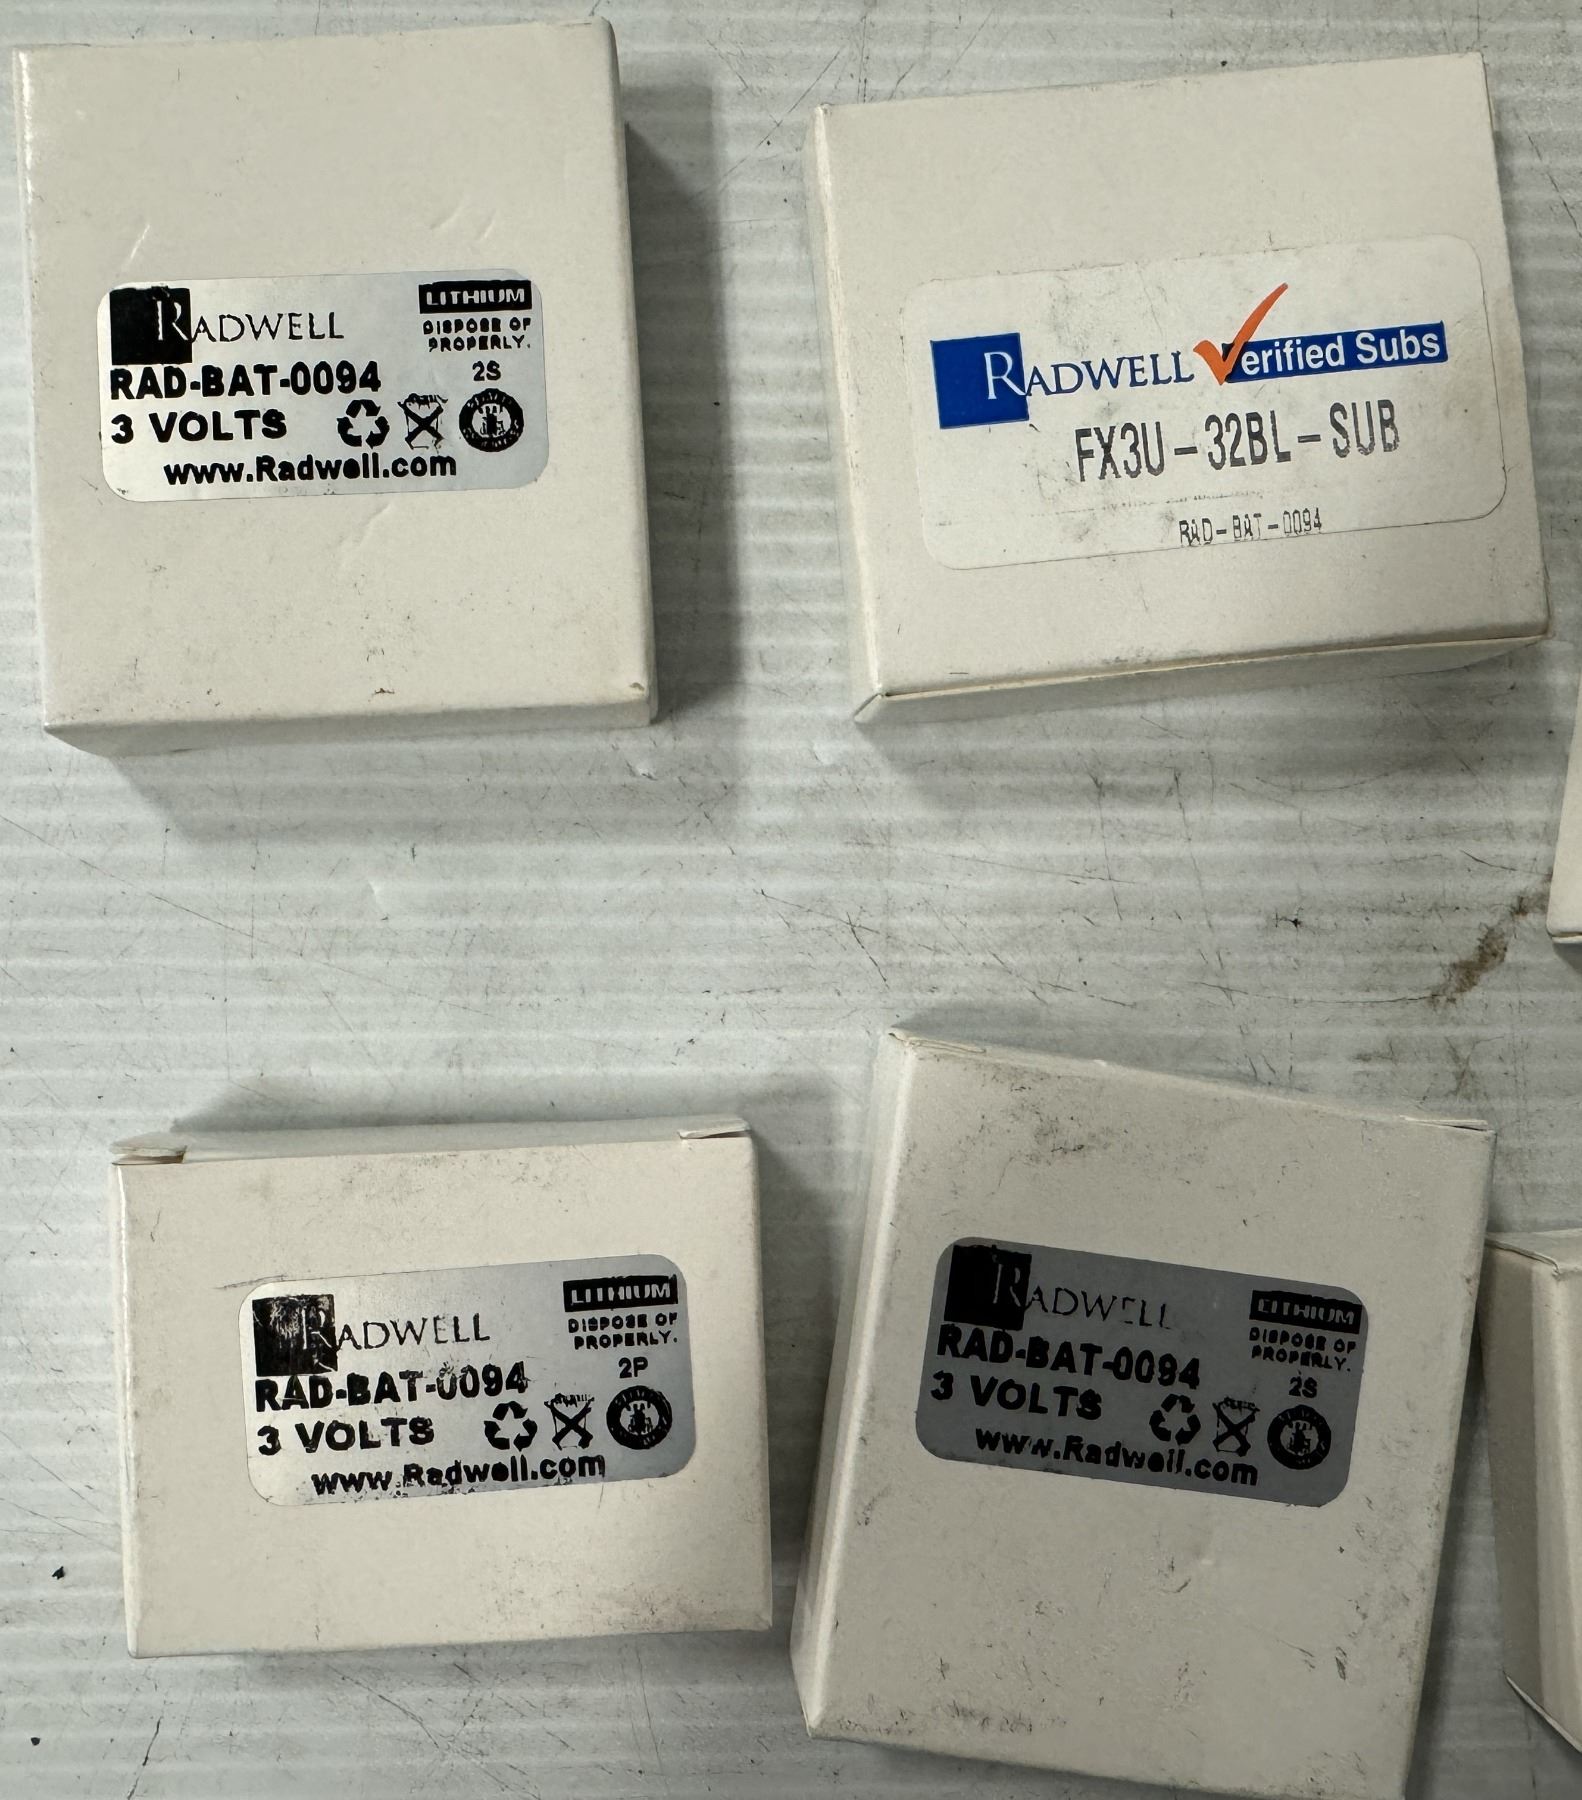 RADWELL
LITHIUM
DISPOSE OF
PROPERLY.
RAD-BAT-0094
2S
3 VOLTS
www.Radwell.com
RADWELL Verified Subs
FX3U-32BL-SUB
RAD-BAT-0094
RADWELL
LITHIUM
DISPOSE OF
PROPERLY.
RAD-BAT-0094
2P
3 VOLTS
www.Radwell.com
RADWELL
LITHIUM
DISPOSE OF
PROPERLY.
RAD-BAT-0094
2S
3 VOLTS
www.Radwell.com